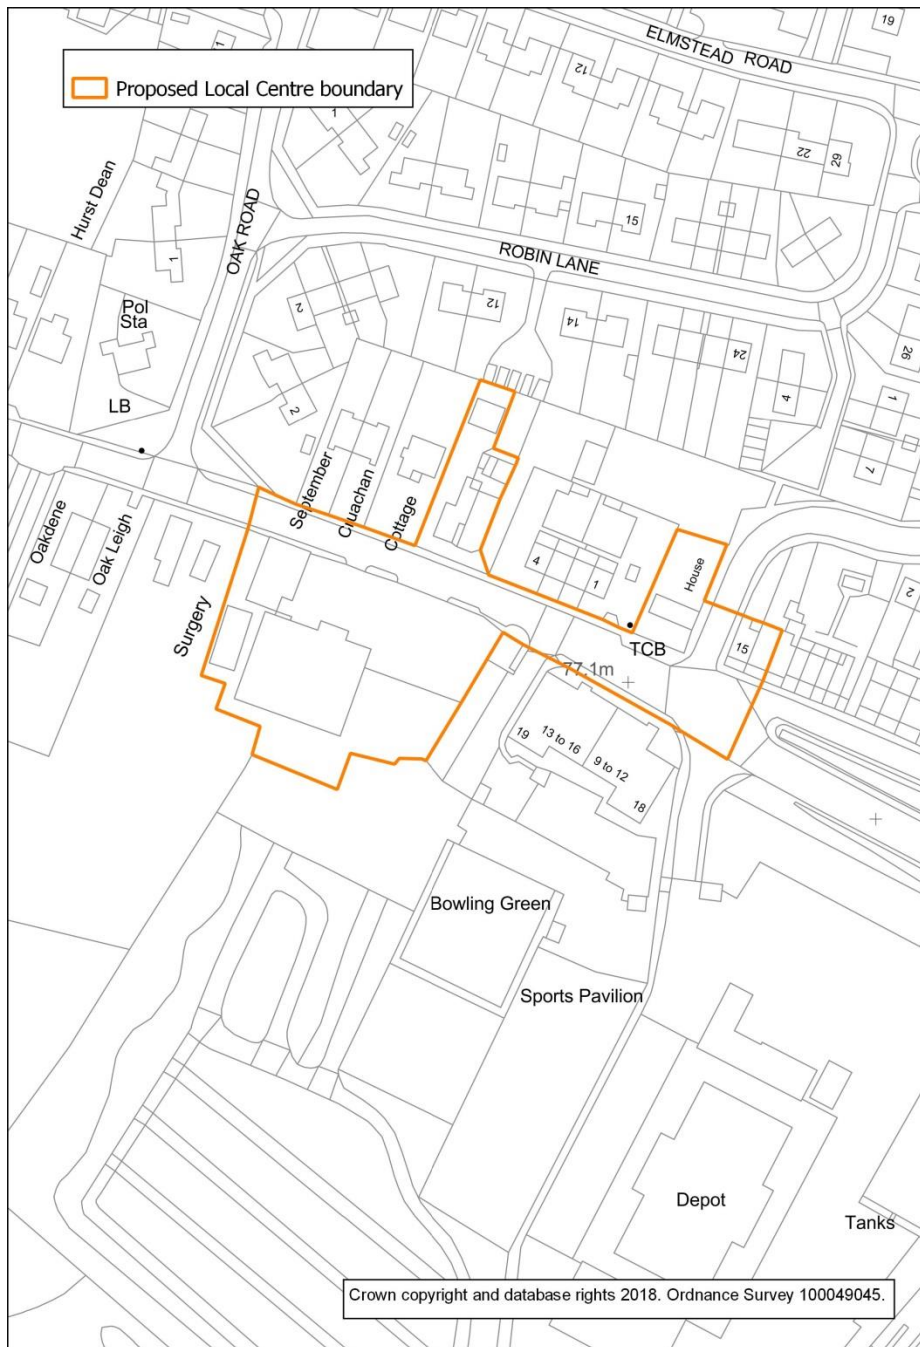 19
ELMSTEAD ROAD
Proposed Local Centre boundary
11
12
1
22
29
Hurst Dean
OAK ROAD
15
ROBIN LANE
1
2
12
14
24
26
Pol
Sta
4
1
2
LB
7
September
Cruachan
Cottage
Oakdene
Oak Leigh
4
1
House
2
Surgery
TCB
15
77.1m
19
13 to 16
9 to 12
18
Bowling Green
Sports Pavilion
Depot
Tanks
Crown copyright and database rights 2018. Ordnance Survey 100049045.